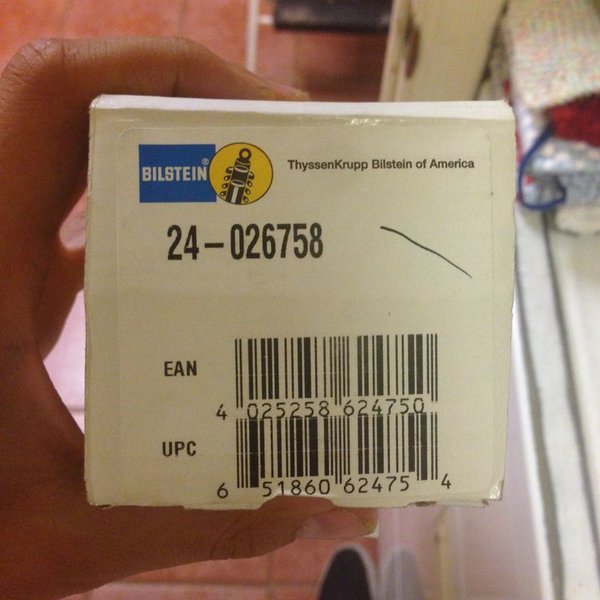 BILSTEIN®
ThyssenKrupp Bilstein of America
24-026758
EAN
4 025258 624750
UPC
6 51860 62475 4